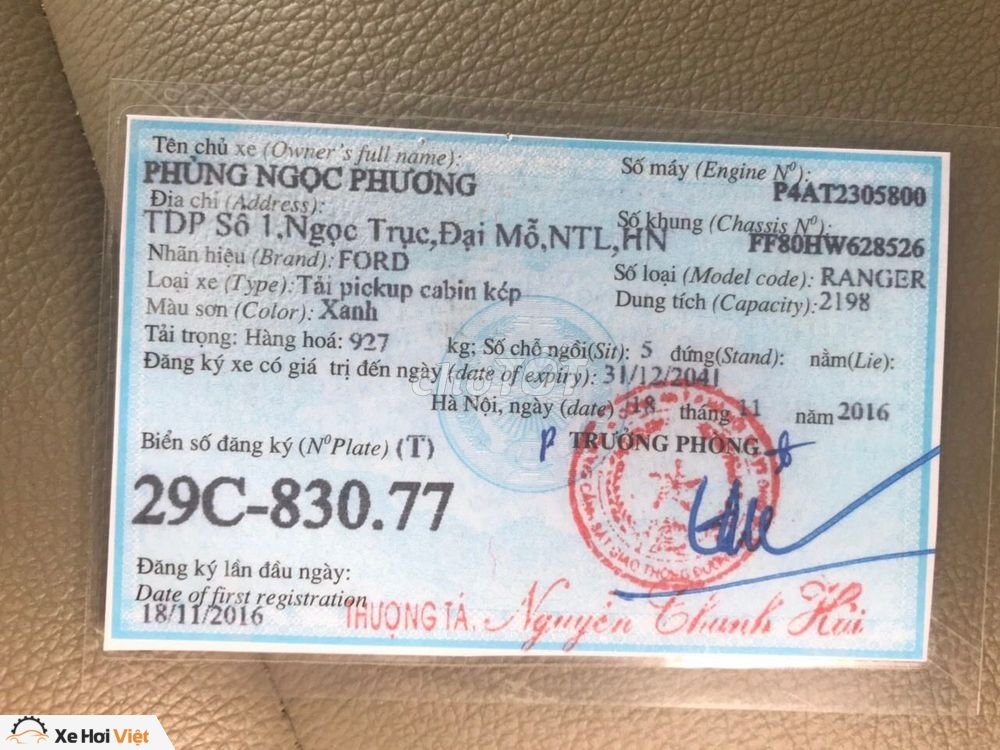 Tên chủ xe (Owner's full name):
PHÙNG NGỌC PHƯƠNG
Số máy (Engine Nº):
P4AT2305800
Địa chỉ (Address):
TDP Số 1,Ngọc Trục,Đại Mỗ,NTL,HN
Số khung (Chassis Nº):
FF80HW628526
Nhãn hiệu (Brand): FORD
Số loại (Model code): RANGER
Loại xe (Type): Tải pickup cabin kép
Dung tích (Capacity): 2198
Màu sơn (Color): Xanh
Tải trọng: Hàng hoá: 927 kg; Số chỗ ngồi(Sit): 5 đứng(Stand): nằm(Lie):
Đăng ký xe có giá trị đến ngày (date of expiry): 31/12/2041
Hà Nội, ngày (date) 18 tháng 11 năm 2016
Biển số đăng ký (NºPlate) (T)
TRƯỞNG PHÒNG
29C-830.77
Đăng ký lần đầu ngày:
Date of first registration
18/11/2016
THƯỢNG TÁ. Nguyễn Thanh Hải
Xe Hơi Việt